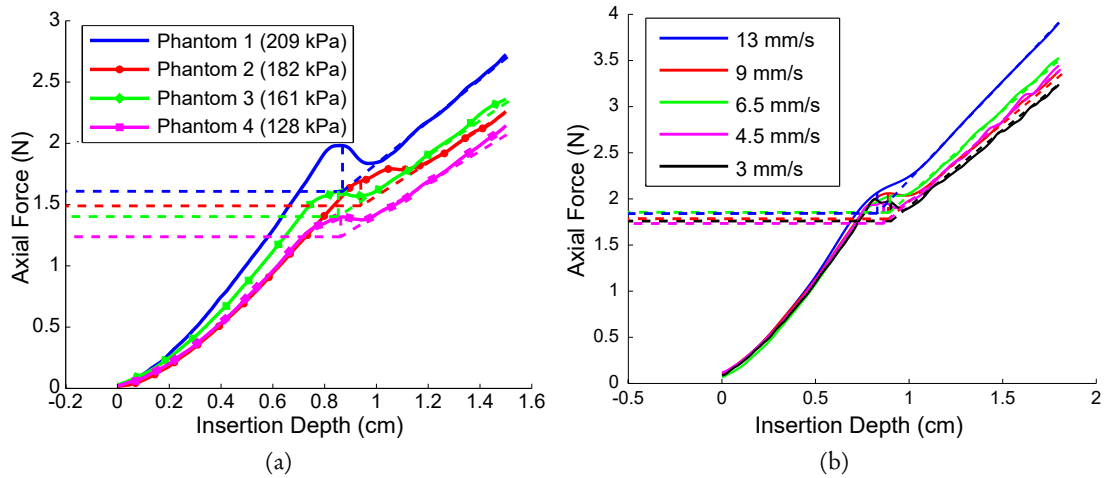 3
2.5
2
1.5
1
0.5
0
-0.2
0
0.2
0.4
0.6
0.8
1
1.2
1.4
1.6
Axial Force (N)
Insertion Depth (cm)
Phantom 1 (209 kPa)
Phantom 2 (182 kPa)
Phantom 3 (161 kPa)
Phantom 4 (128 kPa)
(a)
4
3.5
3
2.5
2
1.5
1
0.5
0
-0.5
0
0.5
1
1.5
2
Axial Force (N)
Insertion Depth (cm)
13 mm/s
9 mm/s
6.5 mm/s
4.5 mm/s
3 mm/s
(b)